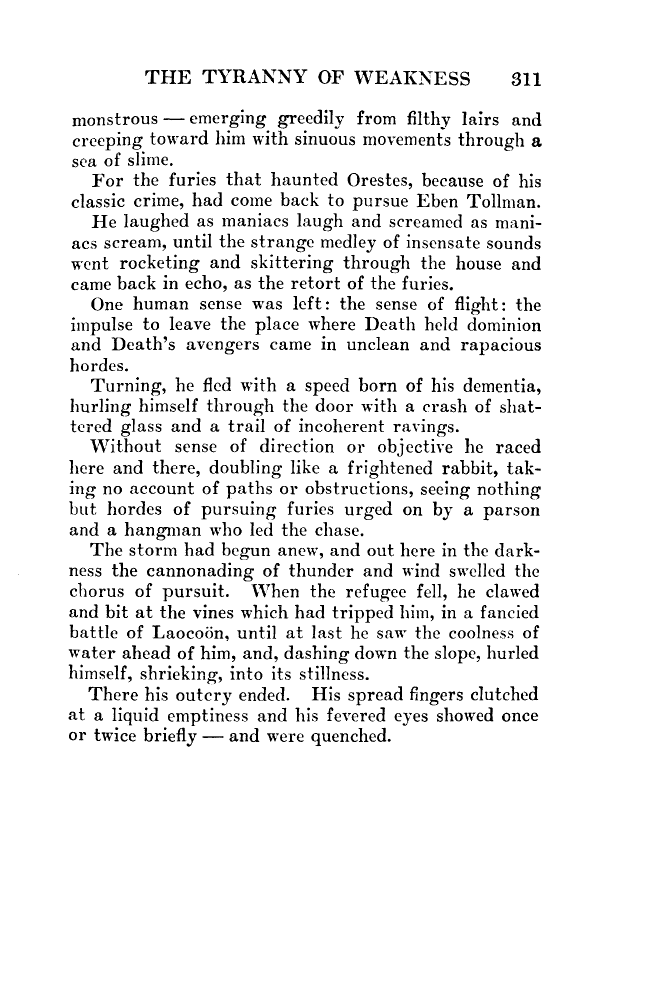 THE TYRANNY OF WEAKNESS 311
monstrous — emerging greedily from filthy lairs and
creeping toward him with sinuous movements through a
sea of slime.
For the furies that haunted Orestes, because of his
classic crime, had come back to pursue Eben Tollman.
He laughed as maniacs laugh and screamed as mani-
acs scream, until the strange medley of insensate sounds
went rocketing and skittering through the house and
came back in echo, as the retort of the furies.
One human sense was left: the sense of flight: the
impulse to leave the place where Death held dominion
and Death's avengers came in unclean and rapacious
hordes.
Turning, he fled with a speed born of his dementia,
hurling himself through the door with a crash of shat-
tered glass and a trail of incoherent ravings.
Without sense of direction or objective he raced
here and there, doubling like a frightened rabbit, tak-
ing no account of paths or obstructions, seeing nothing
but hordes of pursuing furies urged on by a parson
and a hangman who led the chase.
The storm had begun anew, and out here in the dark-
ness the cannonading of thunder and wind swelled the
chorus of pursuit. When the refugee fell, he clawed
and bit at the vines which had tripped him, in a fancied
battle of Laocoön, until at last he saw the coolness of
water ahead of him, and, dashing down the slope, hurled
himself, shrieking, into its stillness.
There his outcry ended. His spread fingers clutched
at a liquid emptiness and his fevered eyes showed once
or twice briefly — and were quenched.